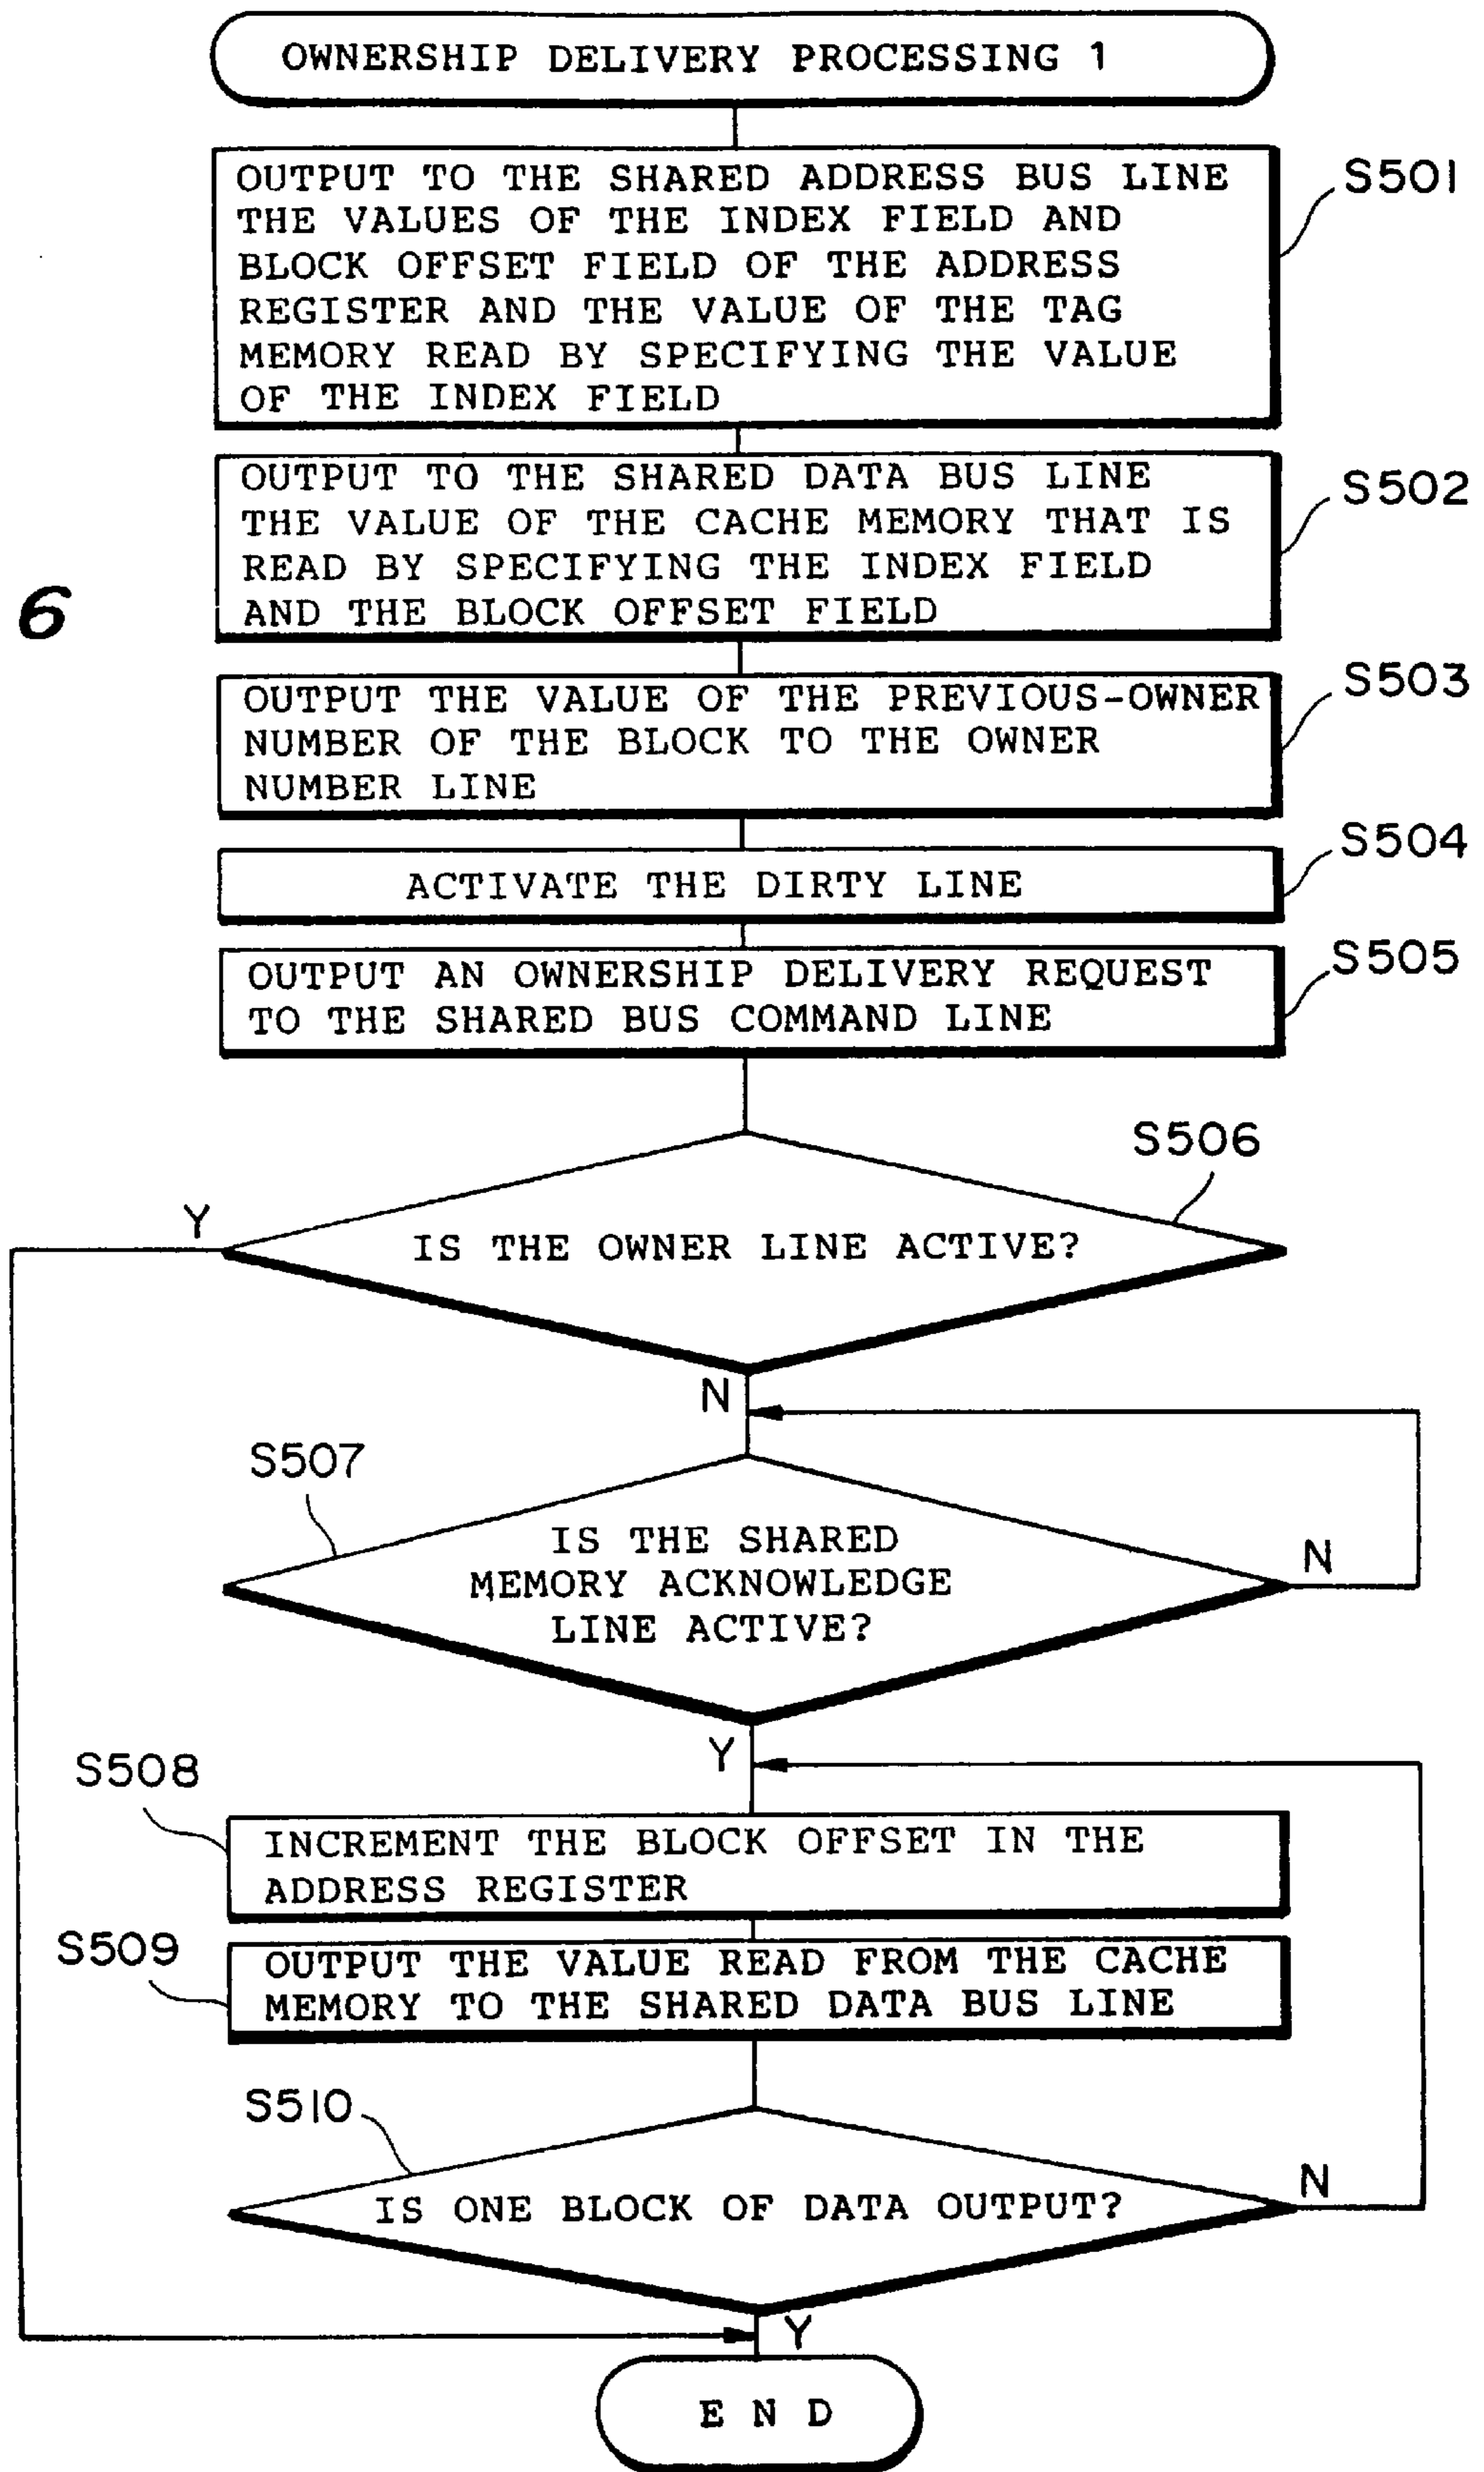 OWNERSHIP DELIVERY PROCESSING 1
OUTPUT TO THE SHARED ADDRESS BUS LINE
THE VALUES OF THE INDEX FIELD AND
BLOCK OFFSET FIELD OF THE ADDRESS
REGISTER AND THE VALUE OF THE TAG
MEMORY READ BY SPECIFYING THE VALUE
OF THE INDEX FIELD
S501
OUTPUT TO THE SHARED DATA BUS LINE
THE VALUE OF THE CACHE MEMORY THAT IS
READ BY SPECIFYING THE INDEX FIELD
AND THE BLOCK OFFSET FIELD
S502
6
OUTPUT THE VALUE OF THE PREVIOUS-OWNER
NUMBER OF THE BLOCK TO THE OWNER
NUMBER LINE
S503
ACTIVATE THE DIRTY LINE
S504
OUTPUT AN OWNERSHIP DELIVERY REQUEST
TO THE SHARED BUS COMMAND LINE
S505
S506
Y
IS THE OWNER LINE ACTIVE?
N
S507
IS THE SHARED
MEMORY ACKNOWLEDGE
LINE ACTIVE?
N
Y
S508
INCREMENT THE BLOCK OFFSET IN THE
ADDRESS REGISTER
S509
OUTPUT THE VALUE READ FROM THE CACHE
MEMORY TO THE SHARED DATA BUS LINE
S510
IS ONE BLOCK OF DATA OUTPUT?
N
Y
END